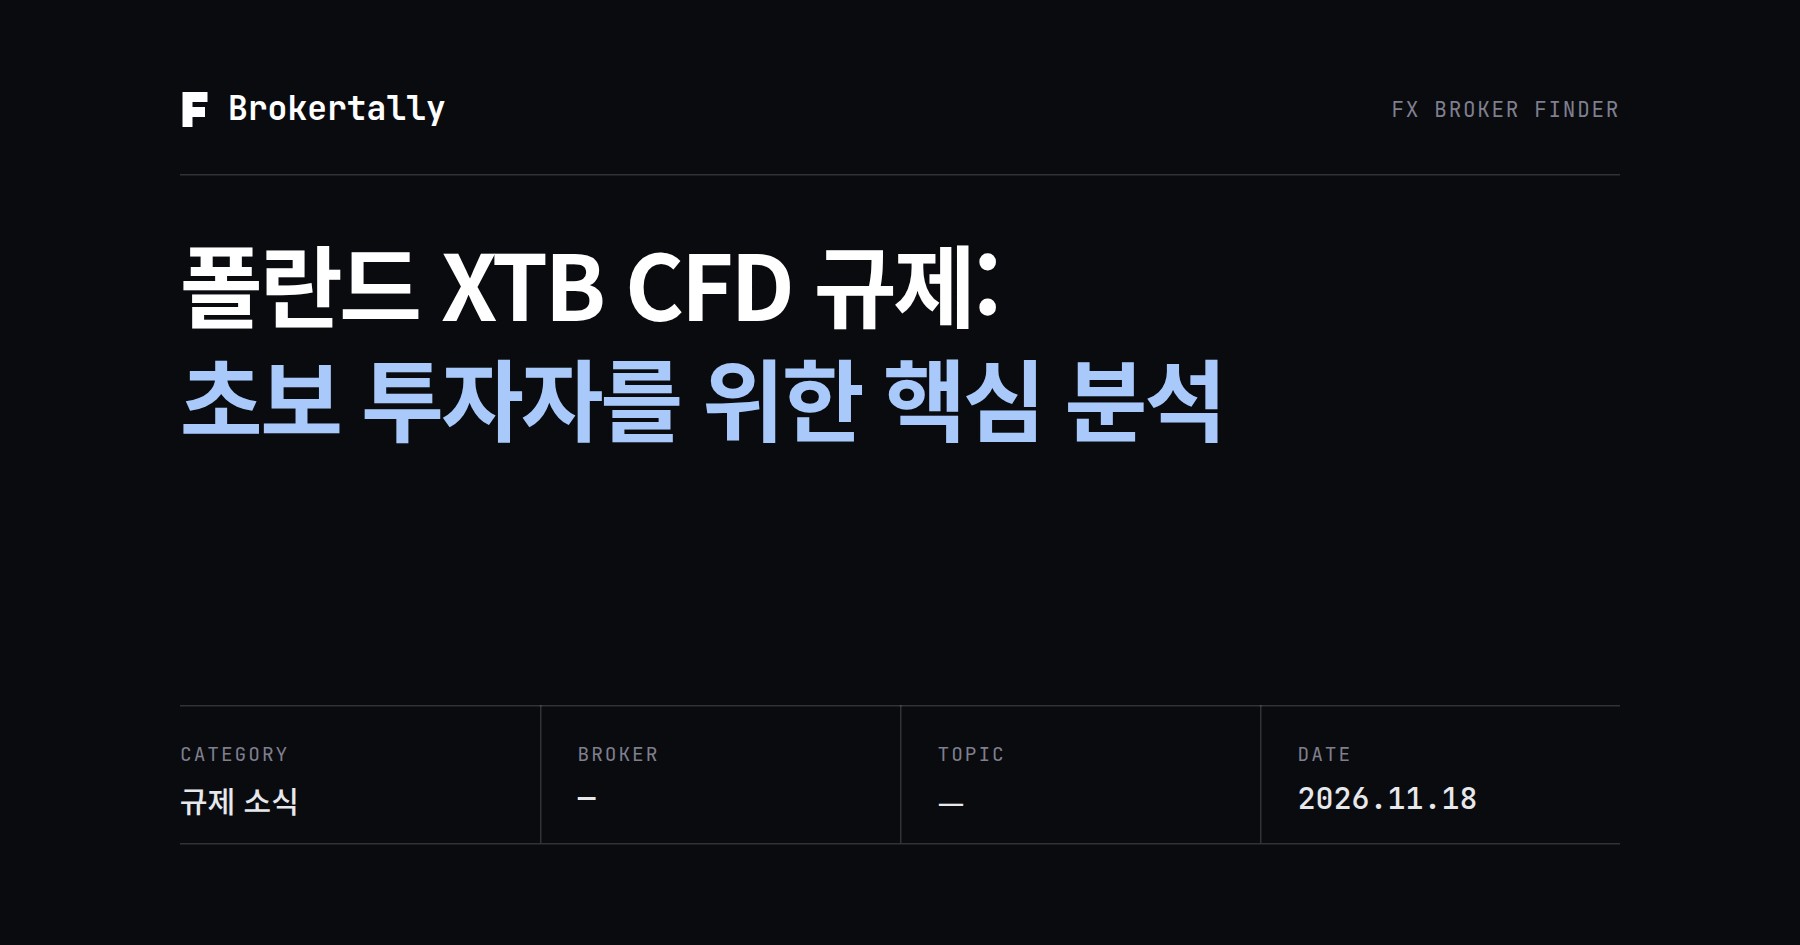 Brokertally
FX BROKER FINDER
폴란드 XTB CFD 규제:
초보 투자자를 위한 핵심 분석
CATEGORY
규제 소식
BROKER
—
TOPIC
—
DATE
2026.11.18